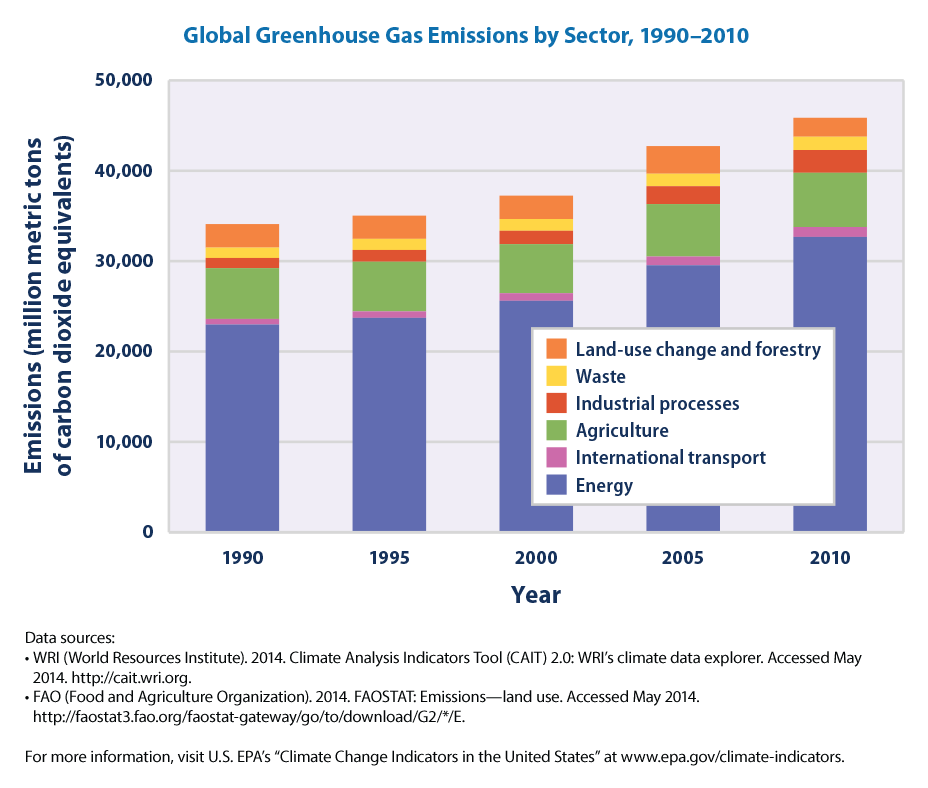 Global Greenhouse Gas Emissions by Sector, 1990–2010
Emissions (million metric tons
of carbon dioxide equivalents)
50,000
40,000
30,000
20,000
10,000
0
Land-use change and forestry
Waste
Industrial processes
Agriculture
International transport
Energy
1990
1995
2000
2005
2010
Year
Data sources:
• WRI (World Resources Institute). 2014. Climate Analysis Indicators Tool (CAIT) 2.0: WRI’s climate data explorer. Accessed May
2014. http://cait.wri.org.
• FAO (Food and Agriculture Organization). 2014. FAOSTAT: Emissions—land use. Accessed May 2014.
http://faostat3.fao.org/faostat-gateway/go/to/download/G2/*/E.
For more information, visit U.S. EPA’s “Climate Change Indicators in the United States” at www.epa.gov/climate-indicators.